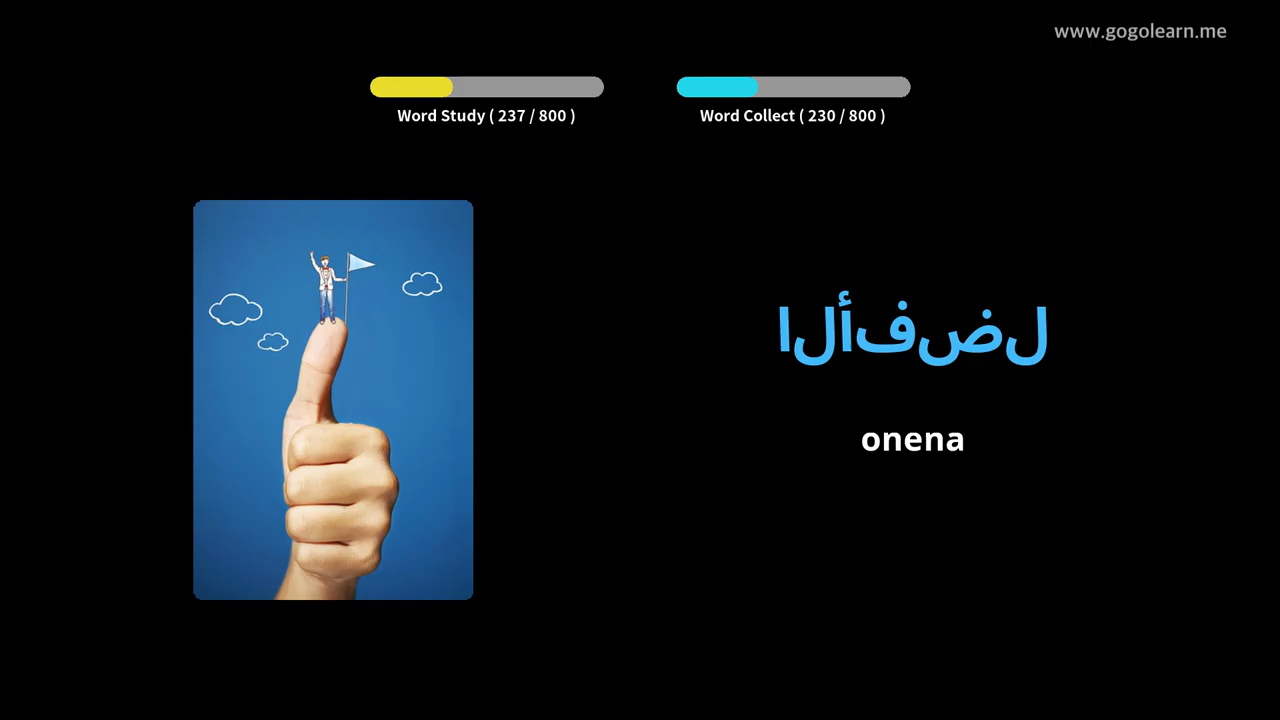 www.gogolearn.me
Word Study ( 237 / 800 )
Word Collect ( 230 / 800 )
الأفضل
onena